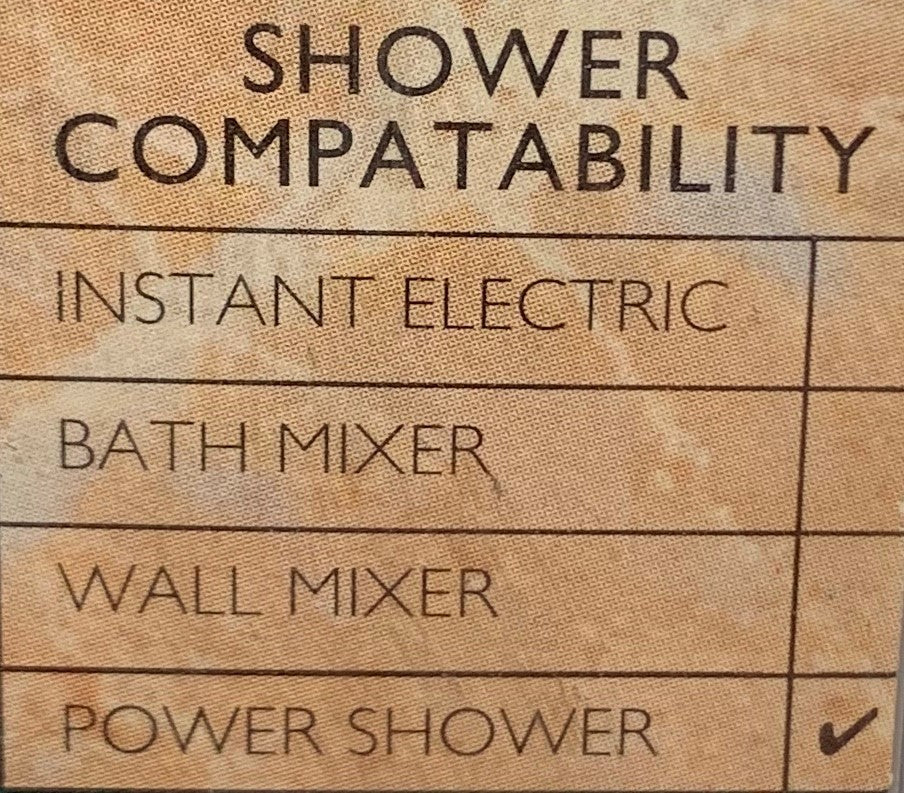 SHOWER
COMPATABILITY
INSTANT ELECTRIC
BATH MIXER
WALL MIXER
POWER SHOWER ✔